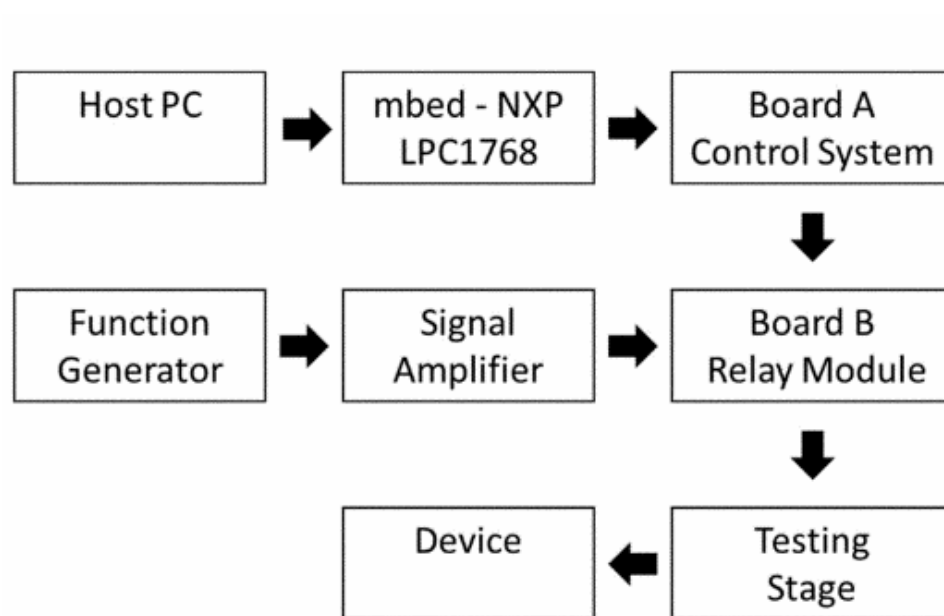 Host PC
mbed - NXP
LPC1768
Board A
Control System
Function
Generator
Signal
Amplifier
Board B
Relay Module
Device
Testing
Stage